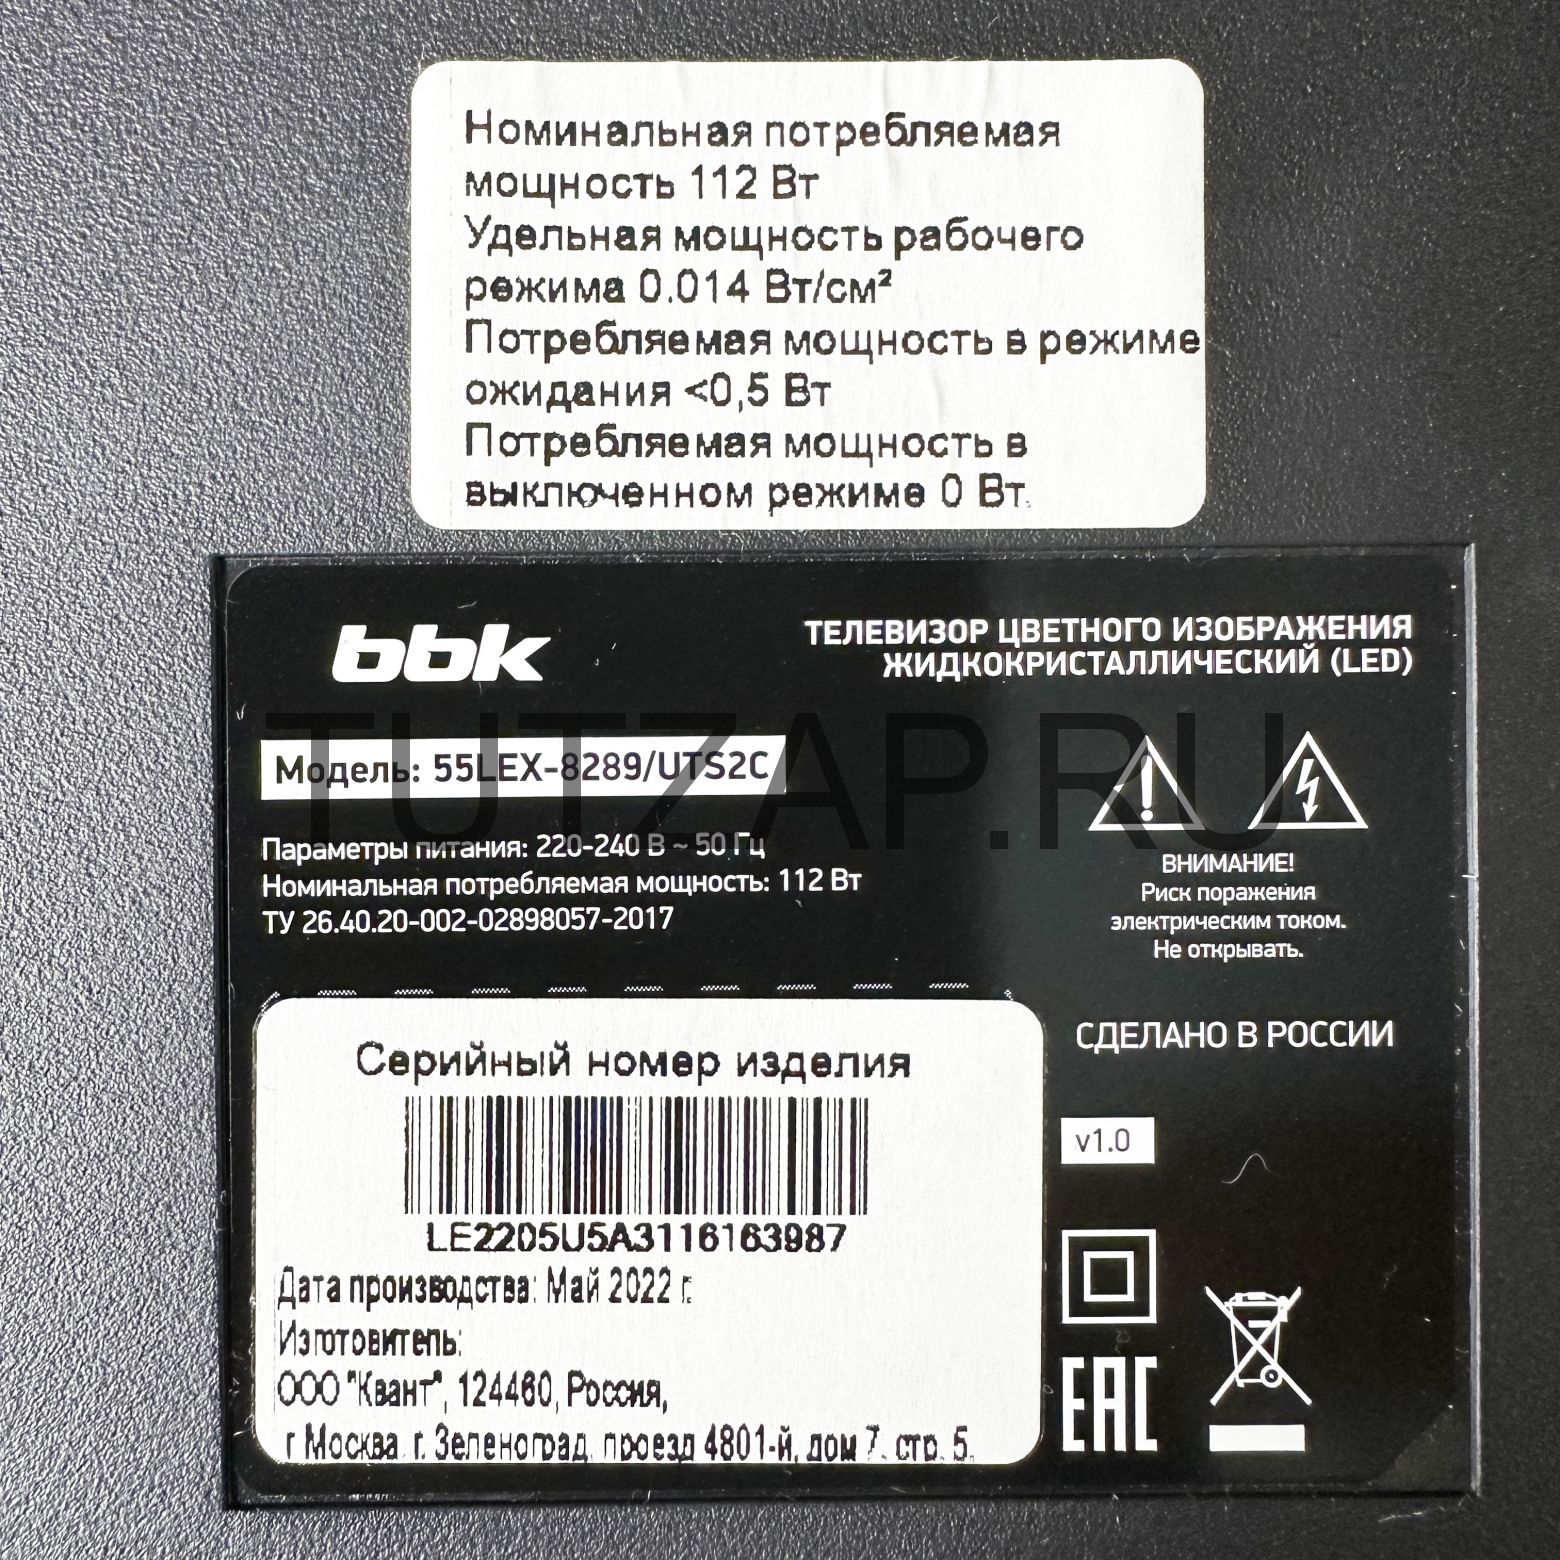 Номинальная потребляемая
мощность 112 Вт
Удельная мощность рабочего
режима 0.014 Вт/см²
Потребляемая мощность в режиме
ожидания <0,5 Вт
Потребляемая мощность в
выключенном режиме 0 Вт.
bbk
ТЕЛЕВИЗОР ЦВЕТНОГО ИЗОБРАЖЕНИЯ
ЖИДКОКРИСТАЛЛИЧЕСКИЙ (LED)
TUTZAP.RU
Модель: 55LEX-8289/UTS2C
Параметры питания: 220-240 В ~ 50 Гц
Номинальная потребляемая мощность: 112 Вт
ТУ 26.40.20-002-02898057-2017
ВНИМАНИЕ!
Риск поражения
электрическим током.
Не открывать.
СДЕЛАНО В РОССИИ
v1.0
Серийный номер изделия
LE2205U5A3116163987
Дата производства: Май 2022 г.
Изготовитель:
ООО "Квант", 124460, Россия,
г Москва, г. Зеленоград, проезд 4801-й, дом 7, стр. 5.
EAC